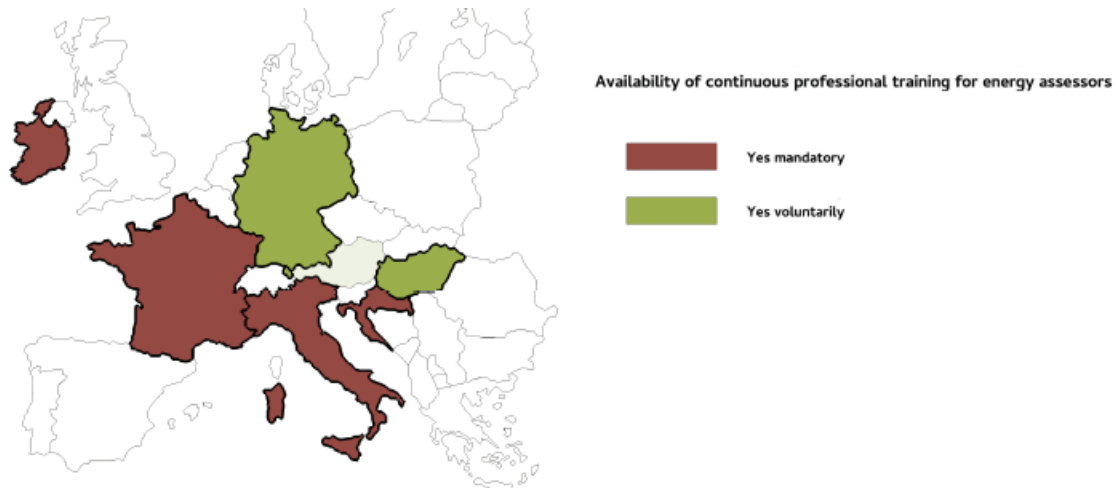 Availability of continuous professional training for energy assessors
Yes mandatory
Yes voluntarily